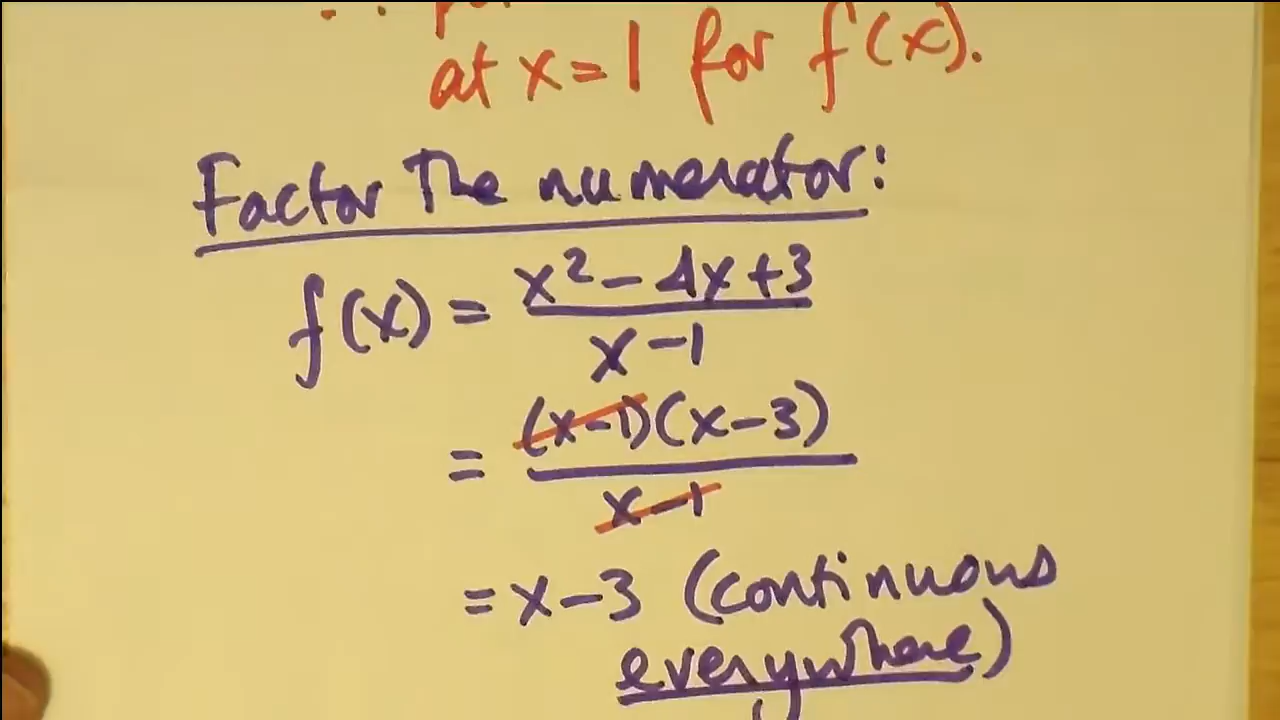 at x=1 for f(x).
Factor The numerator:
f(x) = x² - 4x + 3
x - 1
= (x-1)(x-3)
x-1
= x-3 (continuous
everywhere)